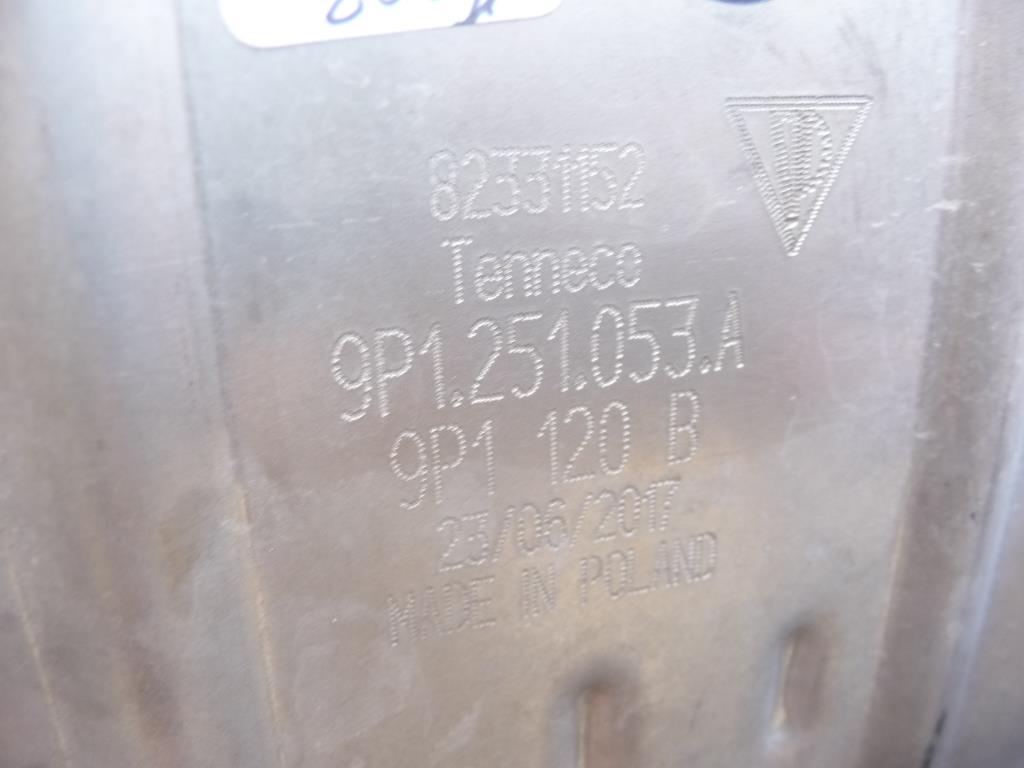 82331152
Tenneco
9P1.251.053.A
9P1 120 B
23/06/2017
MADE IN POLAND